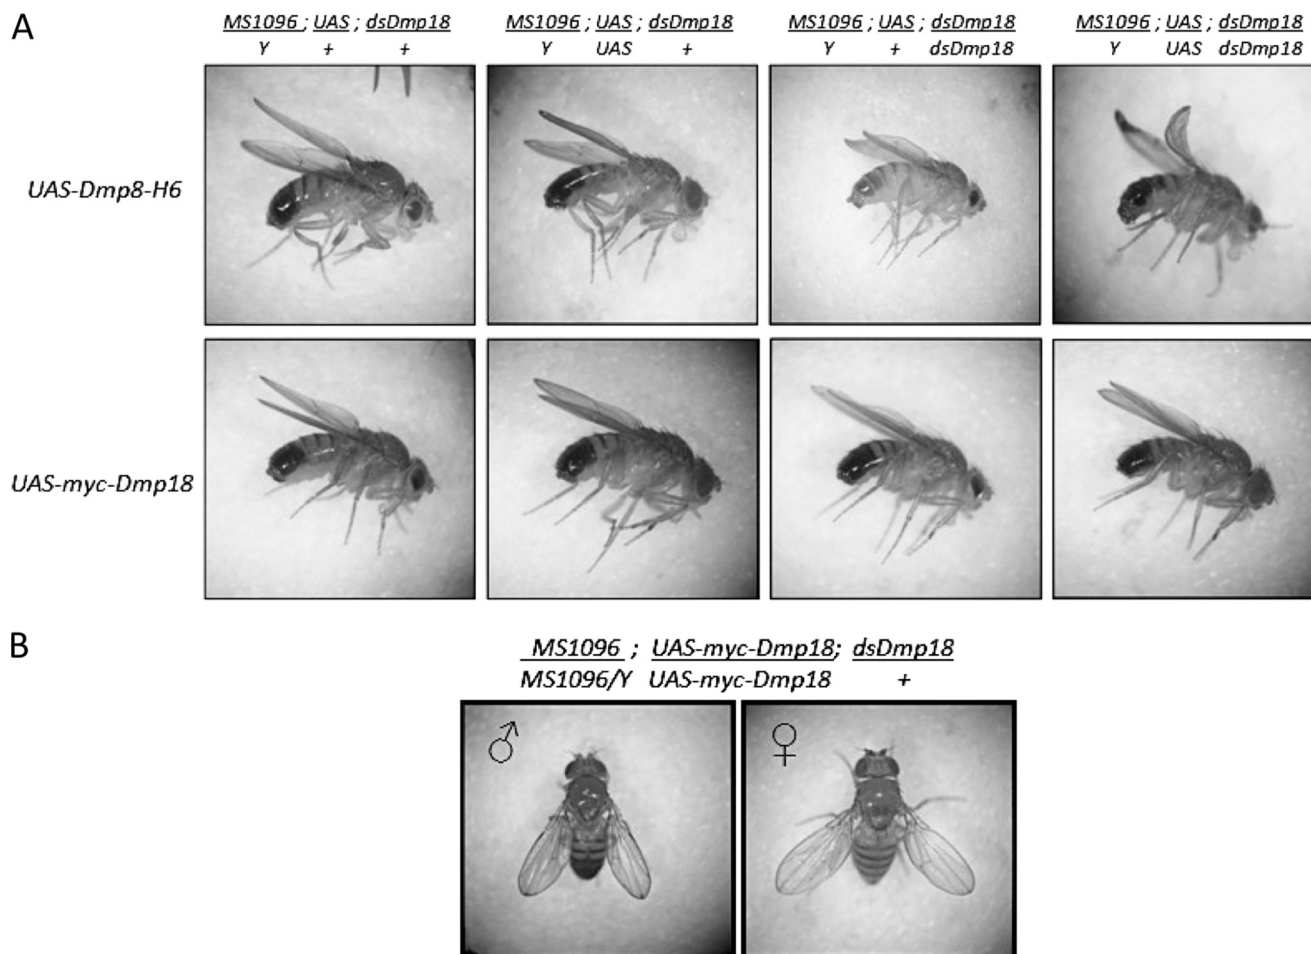 A
MS1096 ; UAS ; dsDmp18 MS1096 ; UAS ; dsDmp18 MS1096 ; UAS ; dsDmp18 MS1096 ; UAS ; dsDmp18
Y + + Y UAS + Y + dsDmp18 Y UAS dsDmp18
UAS-Dmp8-H6
UAS-myc-Dmp18
B
MS1096 ; UAS-myc-Dmp18; dsDmp18
MS1096/Y UAS-myc-Dmp18 +
♂ ♀